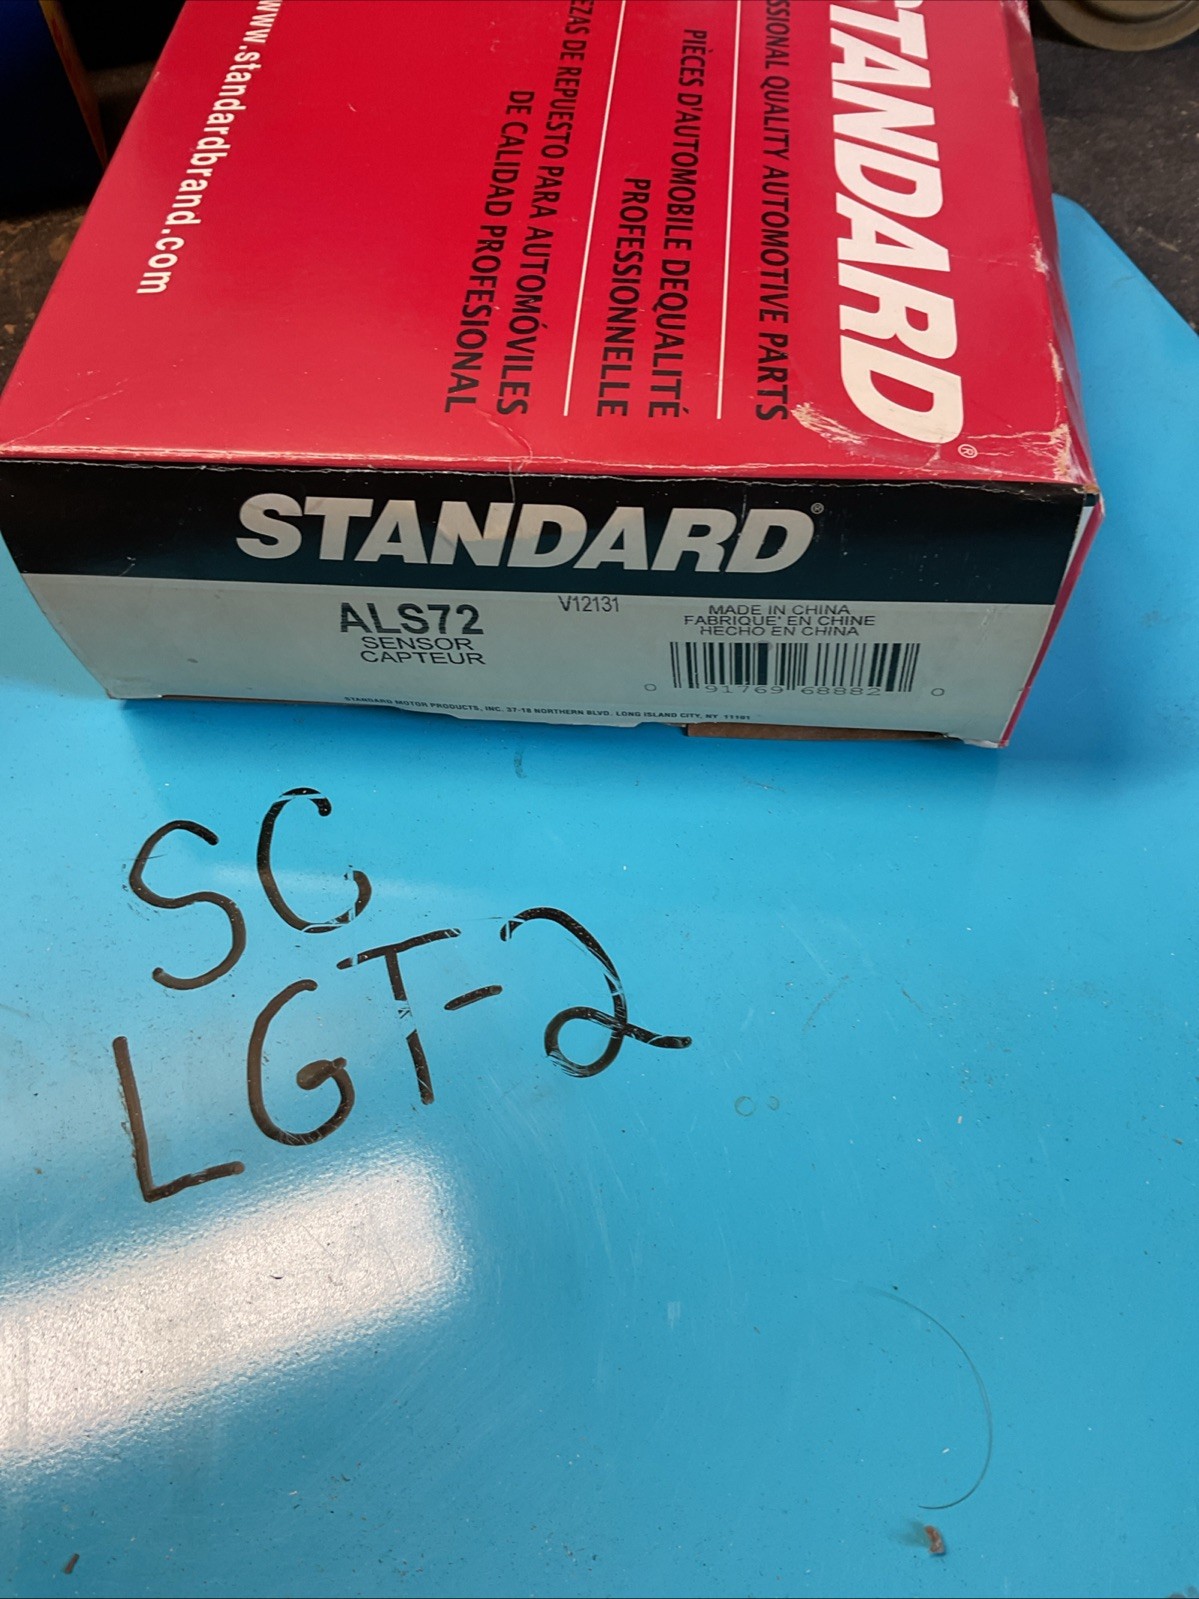 STANDARD®
SSIONAL QUALITY AUTOMOTIVE PARTS
PIÈCES D'AUTOMOBILE DEQUALITÉ
PROFESSIONNELLE
EZAS DE REPUESTO PARA AUTOMÓVILES
DE CALIDAD PROFESIONAL
www.standardbrand.com
STANDARD®
ALS72
SENSOR
CAPTEUR
V12131
MADE IN CHINA
FABRIQUE' EN CHINE
HECHO EN CHINA
0 91769 68882 0
STANDARD MOTOR PRODUCTS, INC. 37-18 NORTHERN BLVD. LONG ISLAND CITY, NY 11101
SC
LGT-2